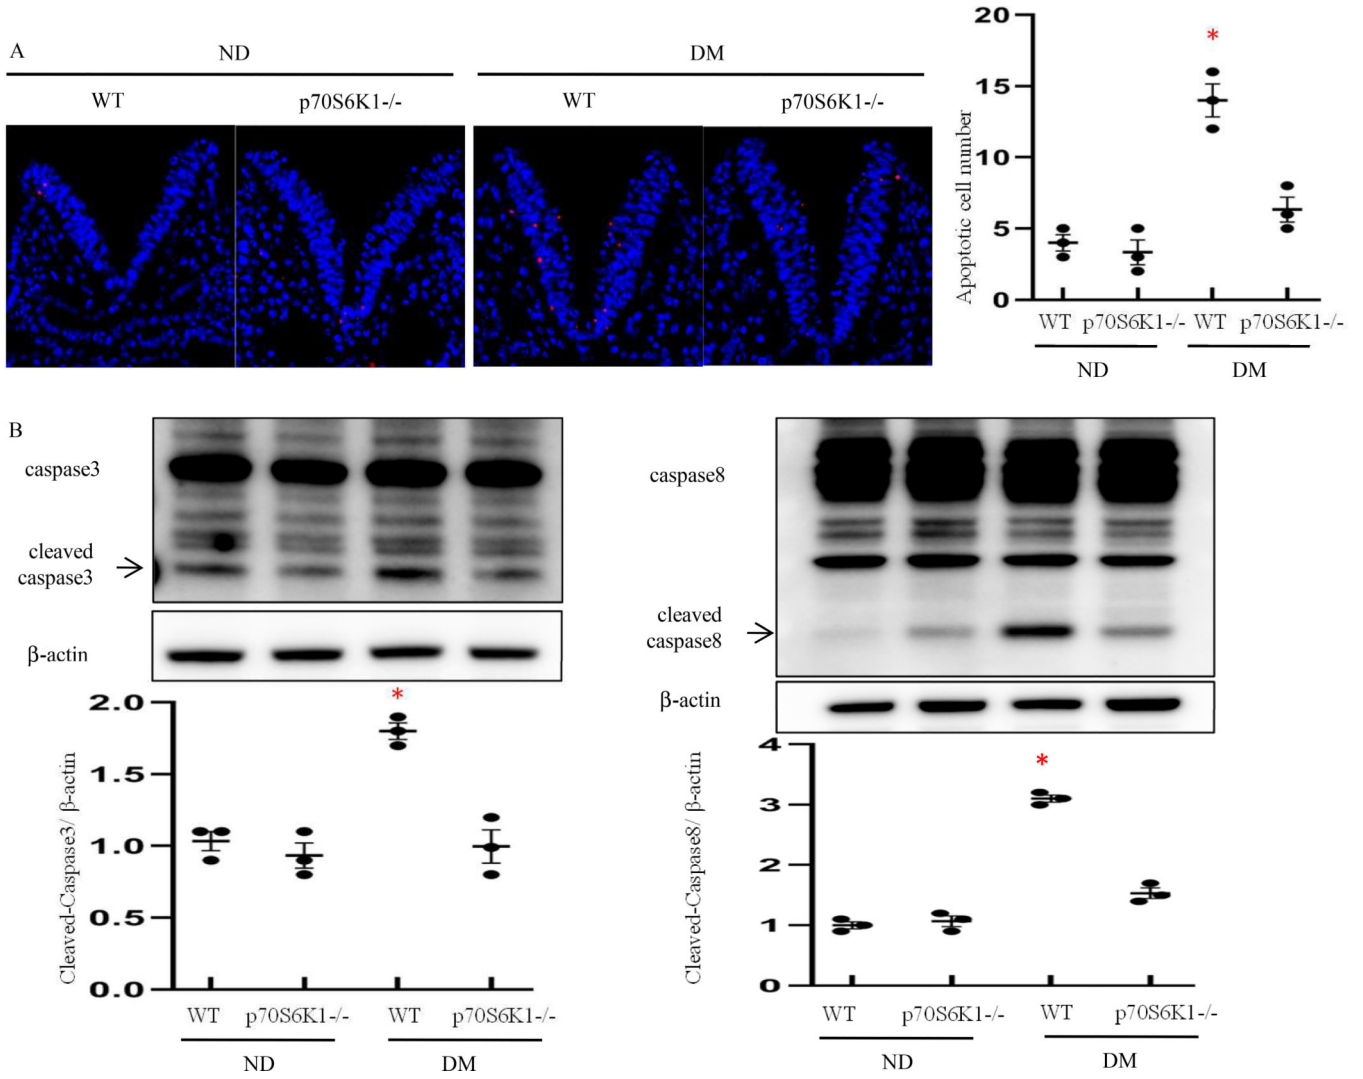 A
ND
DM
WT
p70S6K1-/-
WT
p70S6K1-/-
20
15
10
5
0
Apoptotic cell number
*
WT p70S6K1-/- WT p70S6K1-/-
ND
DM
B
caspase3
cleaved
caspase3
β-actin
caspase8
cleaved
caspase8
β-actin
2.0
1.5
1.0
0.5
0.0
Cleaved-Caspase3/ β-actin
*
WT p70S6K1-/- WT p70S6K1-/-
ND
DM
4
3
2
1
0
Cleaved-Caspase8/ β-actin
*
WT p70S6K1-/- WT p70S6K1-/-
ND
DM